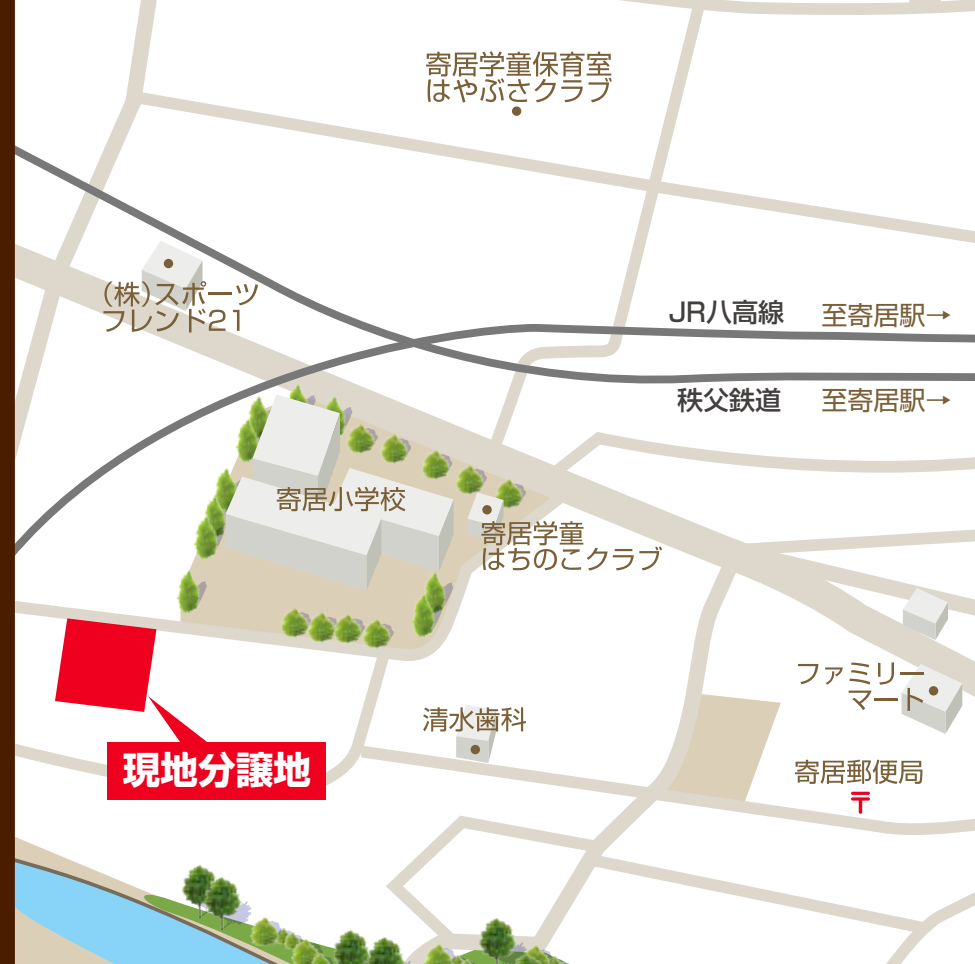 寄居学童保育室
はやぶさクラブ
(株)スポーツ
フレンド21
JR八高線 至寄居駅→
秩父鉄道 至寄居駅→
寄居小学校
寄居学童
はちのこクラブ
ファミリー
マート
清水歯科
現地分譲地
寄居郵便局
〒